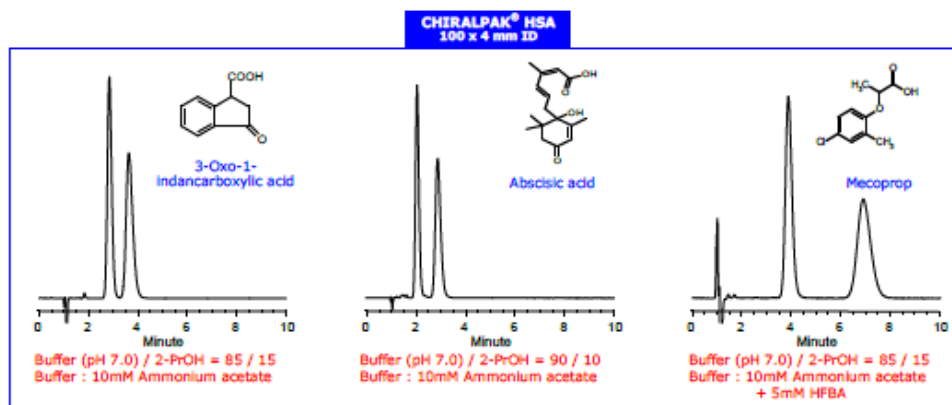 CHIRALPAK® HSA
100 x 4 mm ID
COOH
O
3-Oxo-1-
indancarboxylic acid
0 2 4 6 8 10
Minute
Buffer (pH 7.0) / 2-PrOH = 85 / 15
Buffer : 10mM Ammonium acetate
OH
O
OH
O
Abscisic acid
0 2 4 6 8 10
Minute
Buffer (pH 7.0) / 2-PrOH = 90 / 10
Buffer : 10mM Ammonium acetate
O
CH3
OH
O
Cl
CH3
Mecoprop
0 2 4 6 8 10
Minute
Buffer (pH 7.0) / 2-PrOH = 85 / 15
Buffer : 10mM Ammonium acetate
+ 5mM HFBA